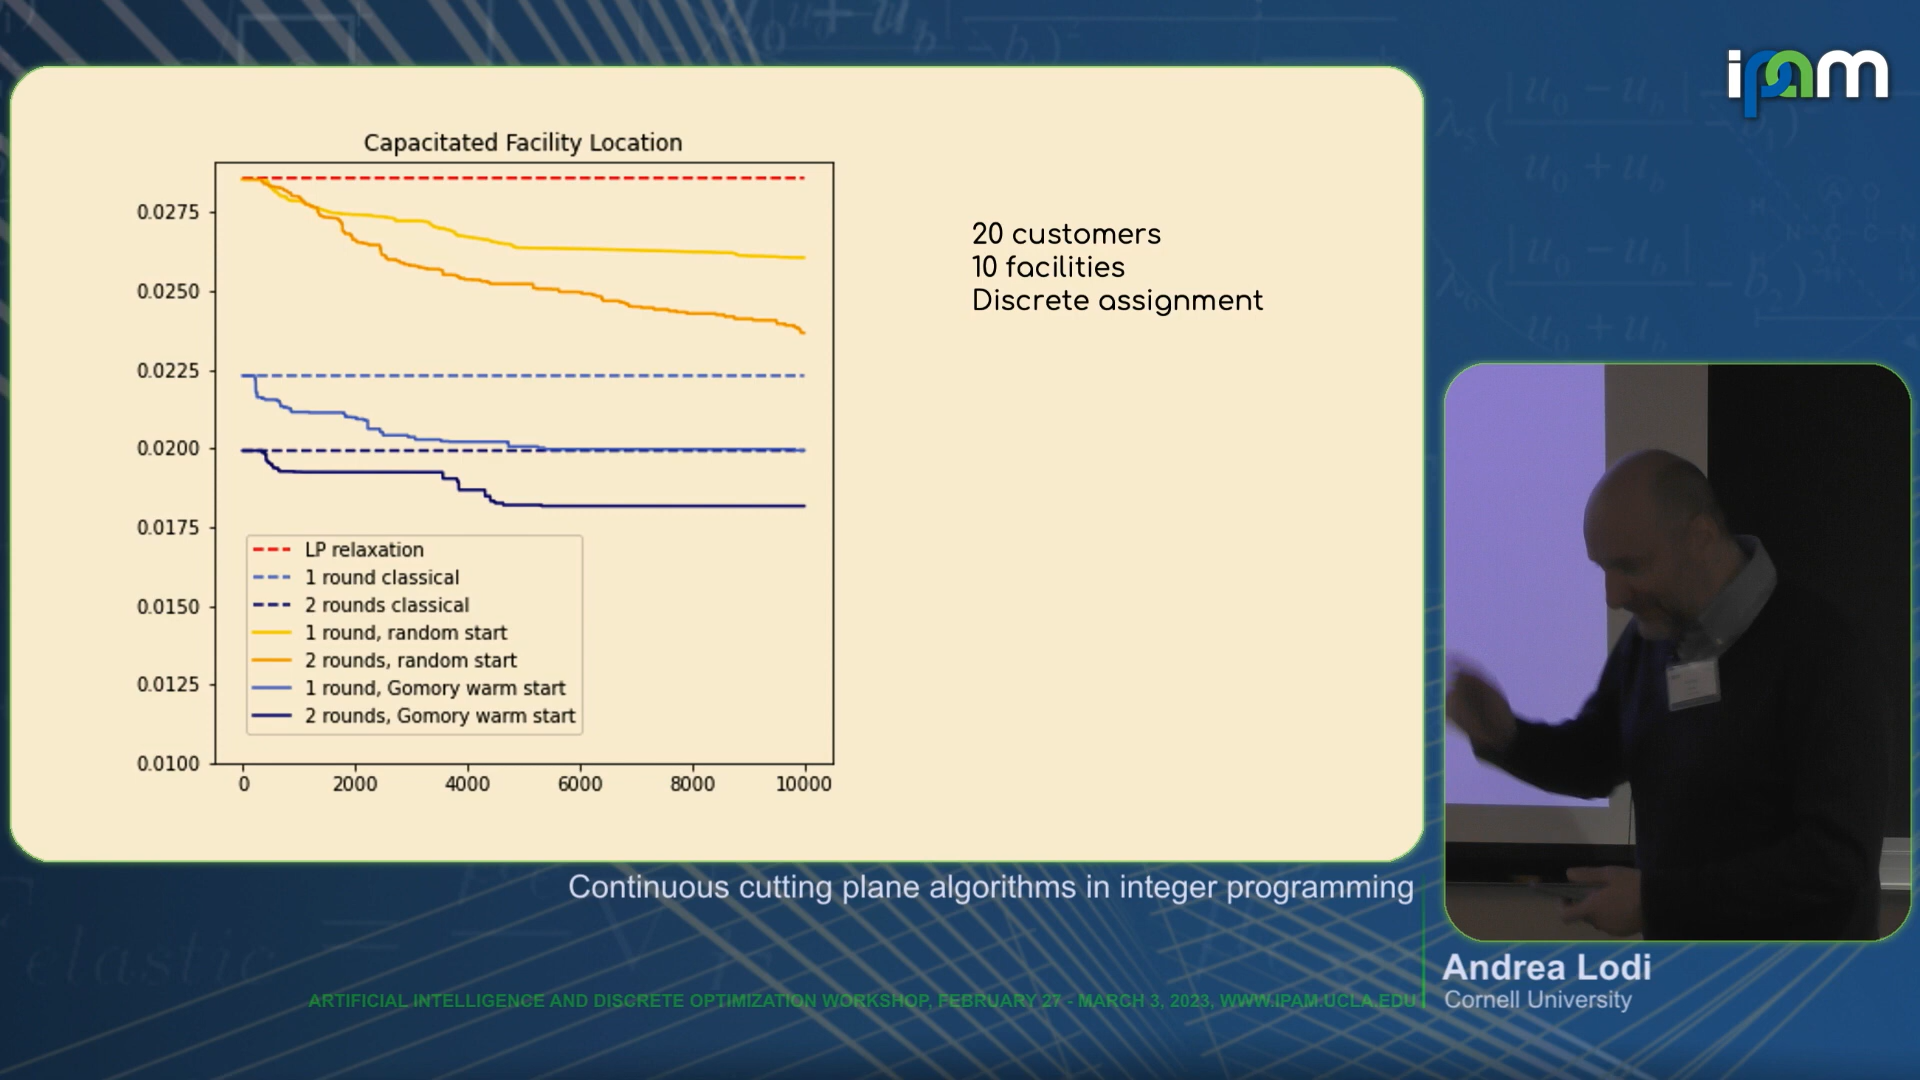 ipam
Capacitated Facility Location
0.0275
0.0250
0.0225
0.0200
0.0175
0.0150
0.0125
0.0100
0
2000
4000
6000
8000
10000
LP relaxation
1 round classical
2 rounds classical
1 round, random start
2 rounds, random start
1 round, Gomory warm start
2 rounds, Gomory warm start
20 customers
10 facilities
Discrete assignment
Continuous cutting plane algorithms in integer programming
Andrea Lodi
Cornell University
ARTIFICIAL INTELLIGENCE AND DISCRETE OPTIMIZATION WORKSHOP, FEBRUARY 27 - MARCH 3, 2023, WWW.IPAM.UCLA.EDU
elastic